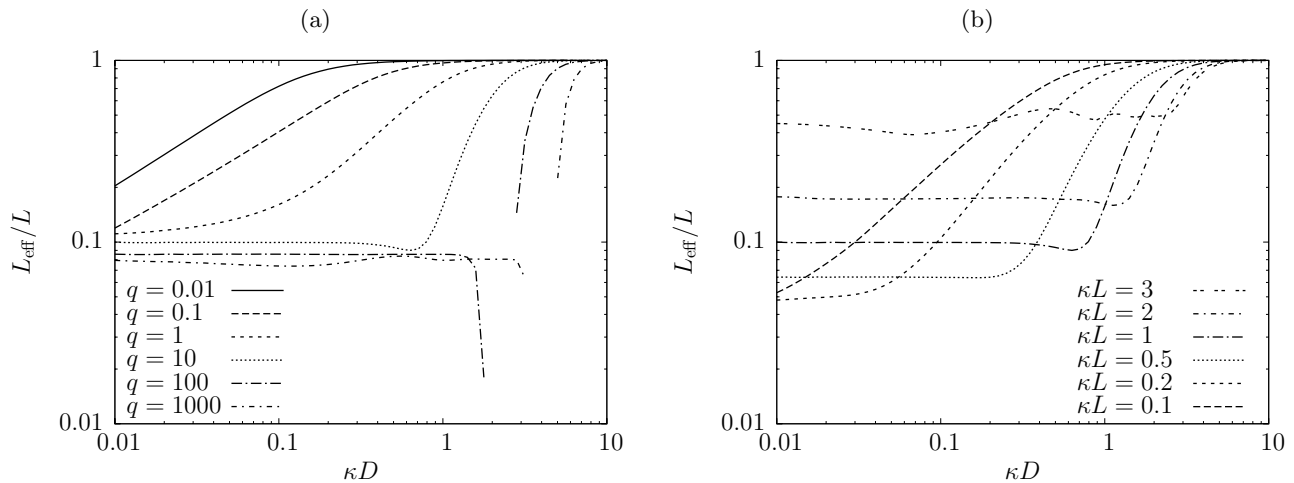 (a)
1
0.1
0.01
L_eff/L
q = 0.01
q = 0.1
q = 1
q = 10
q = 100
q = 1000
0.01
0.1
1
10
κD
(b)
1
0.1
0.01
L_eff/L
κL = 3
κL = 2
κL = 1
κL = 0.5
κL = 0.2
κL = 0.1
0.01
0.1
1
10
κD